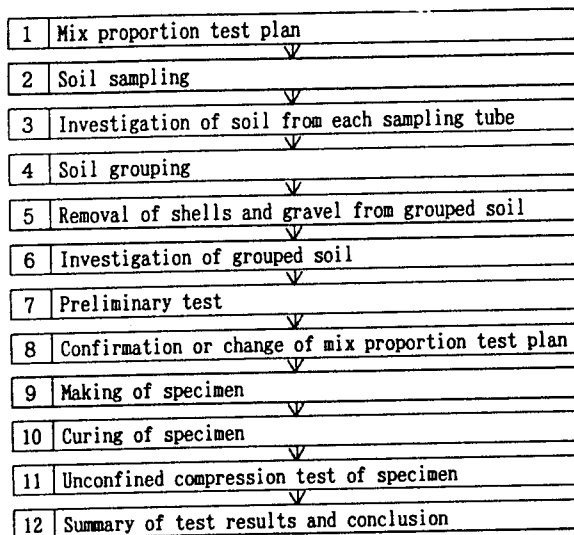 1 Mix proportion test plan
2 Soil sampling
3 Investigation of soil from each sampling tube
4 Soil grouping
5 Removal of shells and gravel from grouped soil
6 Investigation of grouped soil
7 Preliminary test
8 Confirmation or change of mix proportion test plan
9 Making of specimen
10 Curing of specimen
11 Unconfined compression test of specimen
12 Summary of test results and conclusion